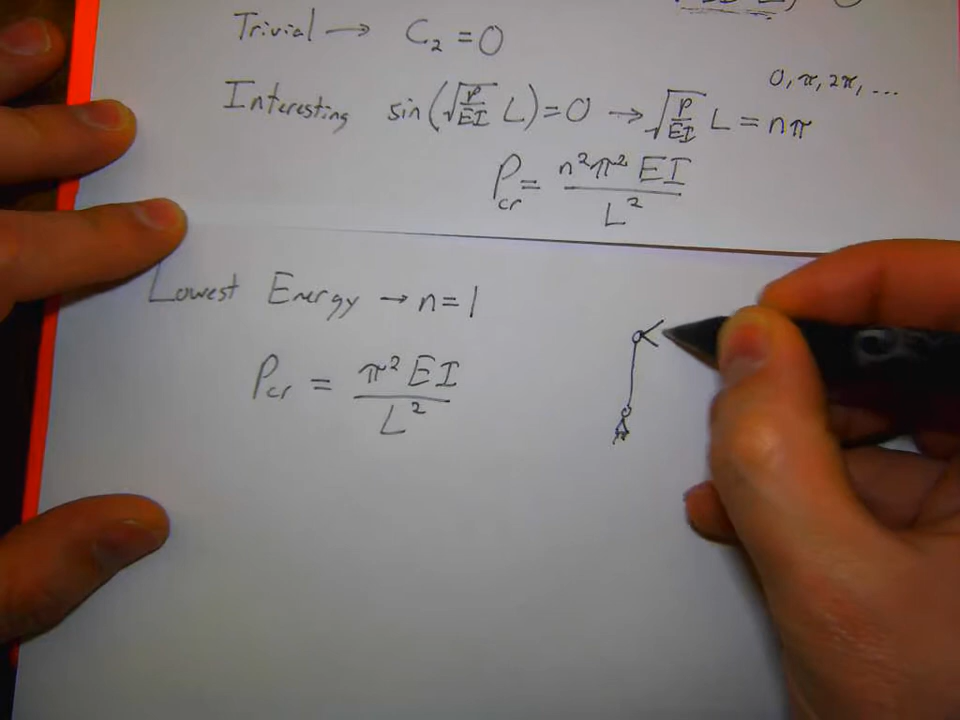 Trivial → C₂ = 0
0, π, 2π, ...
Interesting sin(√(P/EI) L) = 0 → √(P/EI) L = nπ
P_cr = n²π² EI / L²
Lowest Energy → n = 1
P_cr = π² EI / L²